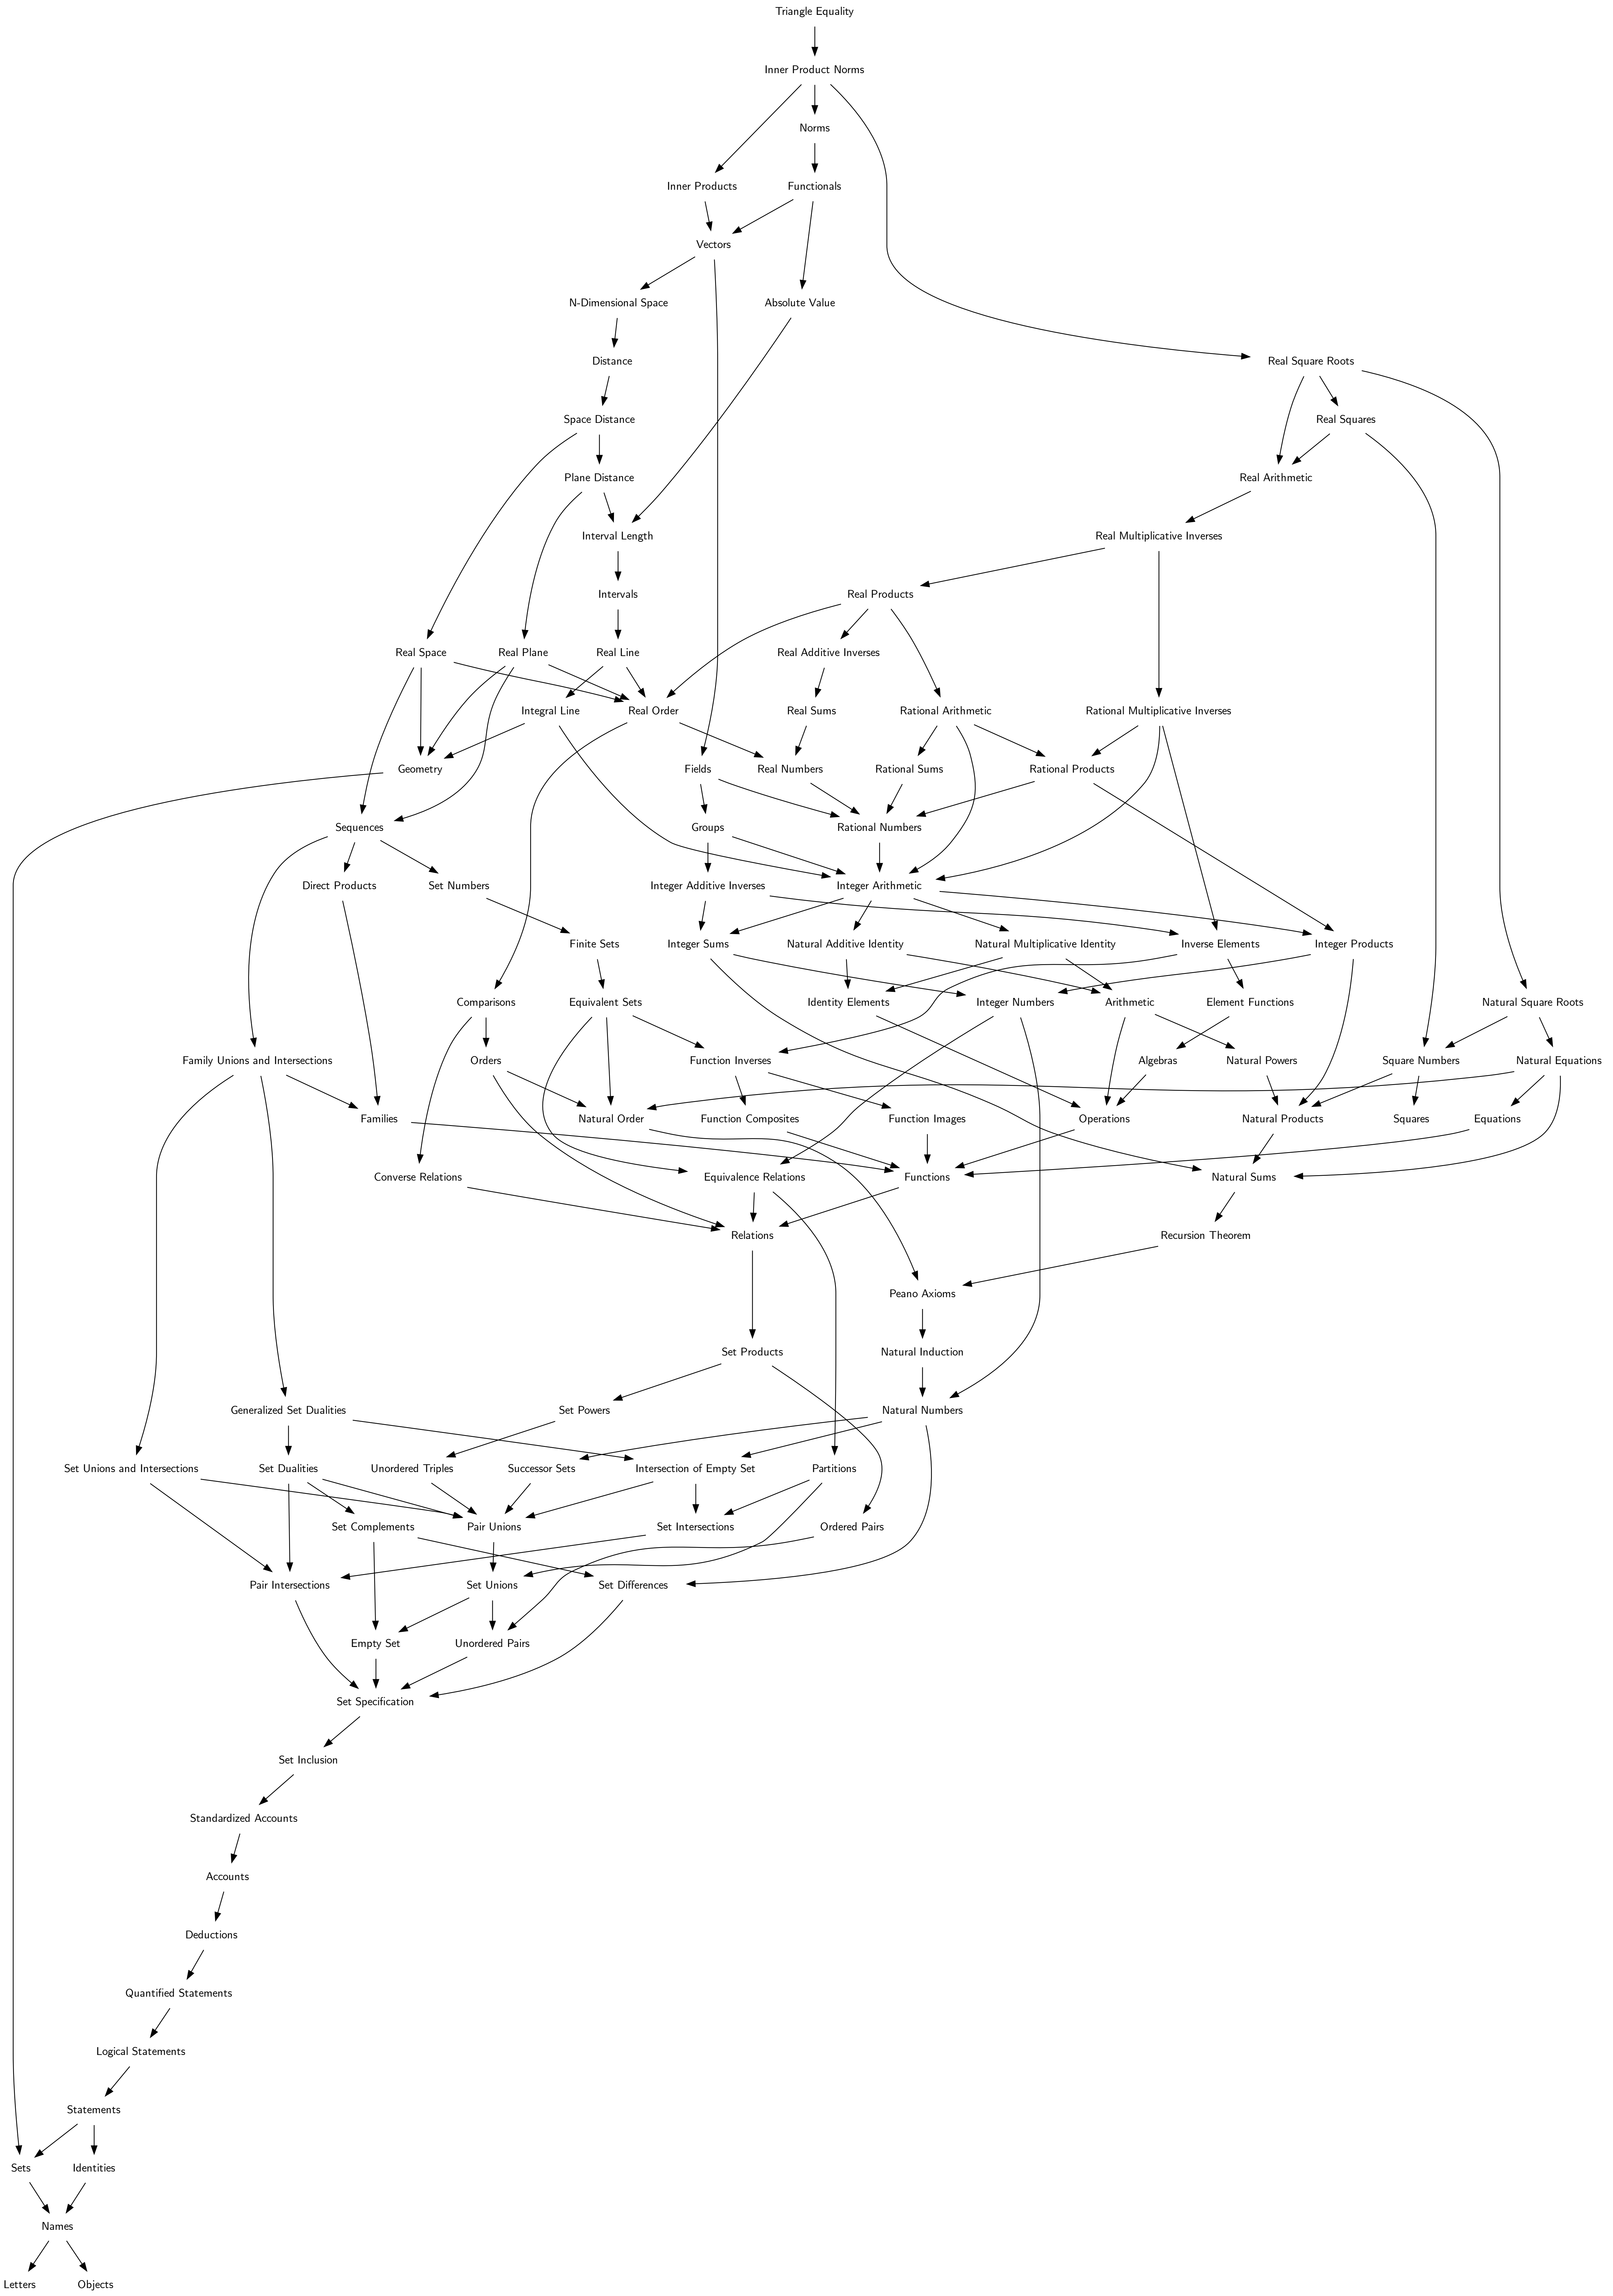 Triangle Equality
Inner Product Norms
Norms
Inner Products
Functionals
Vectors
N-Dimensional Space
Absolute Value
Distance
Real Square Roots
Space Distance
Real Squares
Plane Distance
Real Arithmetic
Interval Length
Real Multiplicative Inverses
Intervals
Real Products
Real Space
Real Plane
Real Line
Real Additive Inverses
Integral Line
Real Order
Real Sums
Rational Arithmetic
Rational Multiplicative Inverses
Geometry
Fields
Real Numbers
Rational Sums
Rational Products
Sequences
Groups
Rational Numbers
Direct Products
Set Numbers
Integer Additive Inverses
Integer Arithmetic
Finite Sets
Integer Sums
Natural Additive Identity
Natural Multiplicative Identity
Inverse Elements
Integer Products
Comparisons
Equivalent Sets
Identity Elements
Integer Numbers
Arithmetic
Element Functions
Natural Square Roots
Family Unions and Intersections
Orders
Function Inverses
Algebras
Natural Powers
Square Numbers
Natural Equations
Families
Natural Order
Function Composites
Function Images
Operations
Natural Products
Squares
Equations
Converse Relations
Equivalence Relations
Functions
Natural Sums
Relations
Recursion Theorem
Peano Axioms
Set Products
Natural Induction
Generalized Set Dualities
Set Powers
Natural Numbers
Set Unions and Intersections
Set Dualities
Unordered Triples
Successor Sets
Intersection of Empty Set
Partitions
Set Complements
Pair Unions
Set Intersections
Ordered Pairs
Pair Intersections
Set Unions
Set Differences
Empty Set
Unordered Pairs
Set Specification
Set Inclusion
Standardized Accounts
Accounts
Deductions
Quantified Statements
Logical Statements
Statements
Sets
Identities
Names
Letters
Objects